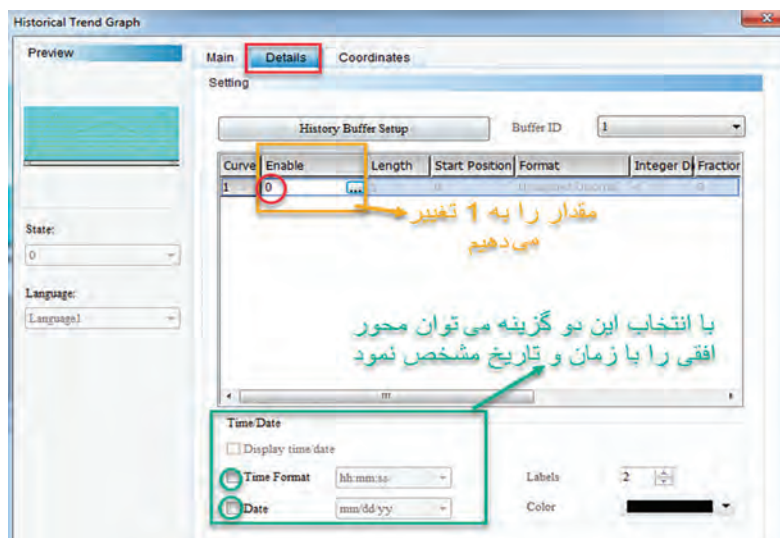 Historical Trend Graph
Preview
Main Details Coordinates
Setting
History Buffer Setup Buffer ID 1
Curve Enable Length Start Position Format Integer Di Fraction
1 0 ...
مقدار را به 1 تغییر
می‌دهیم
State:
0
Language:
Language1
با انتخاب این دو گزینه می‌توان محور
افقی را با زمان و تاریخ مشخص نمود
Time/Date
Display time/date
Time Format hh:mm:ss Labels 2
Date mm/dd/yy Color